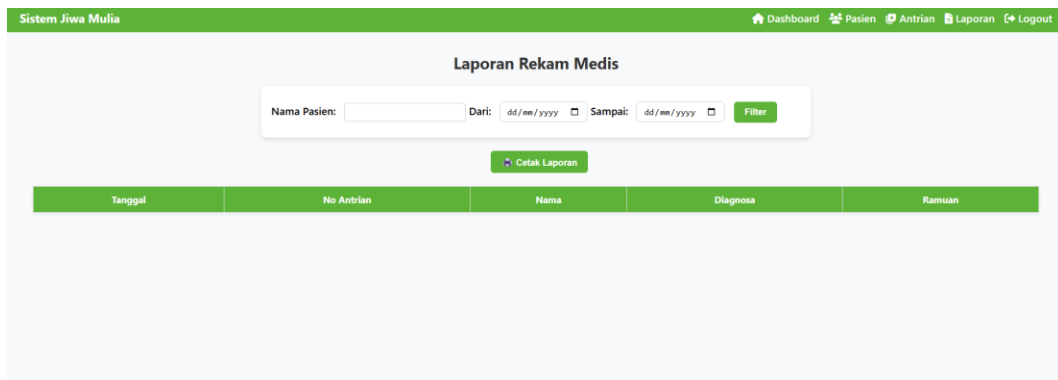 Sistem Jiwa Mulia Dashboard Pasien Antrian Laporan Logout
Laporan Rekam Medis
Nama Pasien: Dari: dd/mm/yyyy Sampai: dd/mm/yyyy Filter
Cetak Laporan
Tanggal No Antrian Nama Diagnosa Ramuan